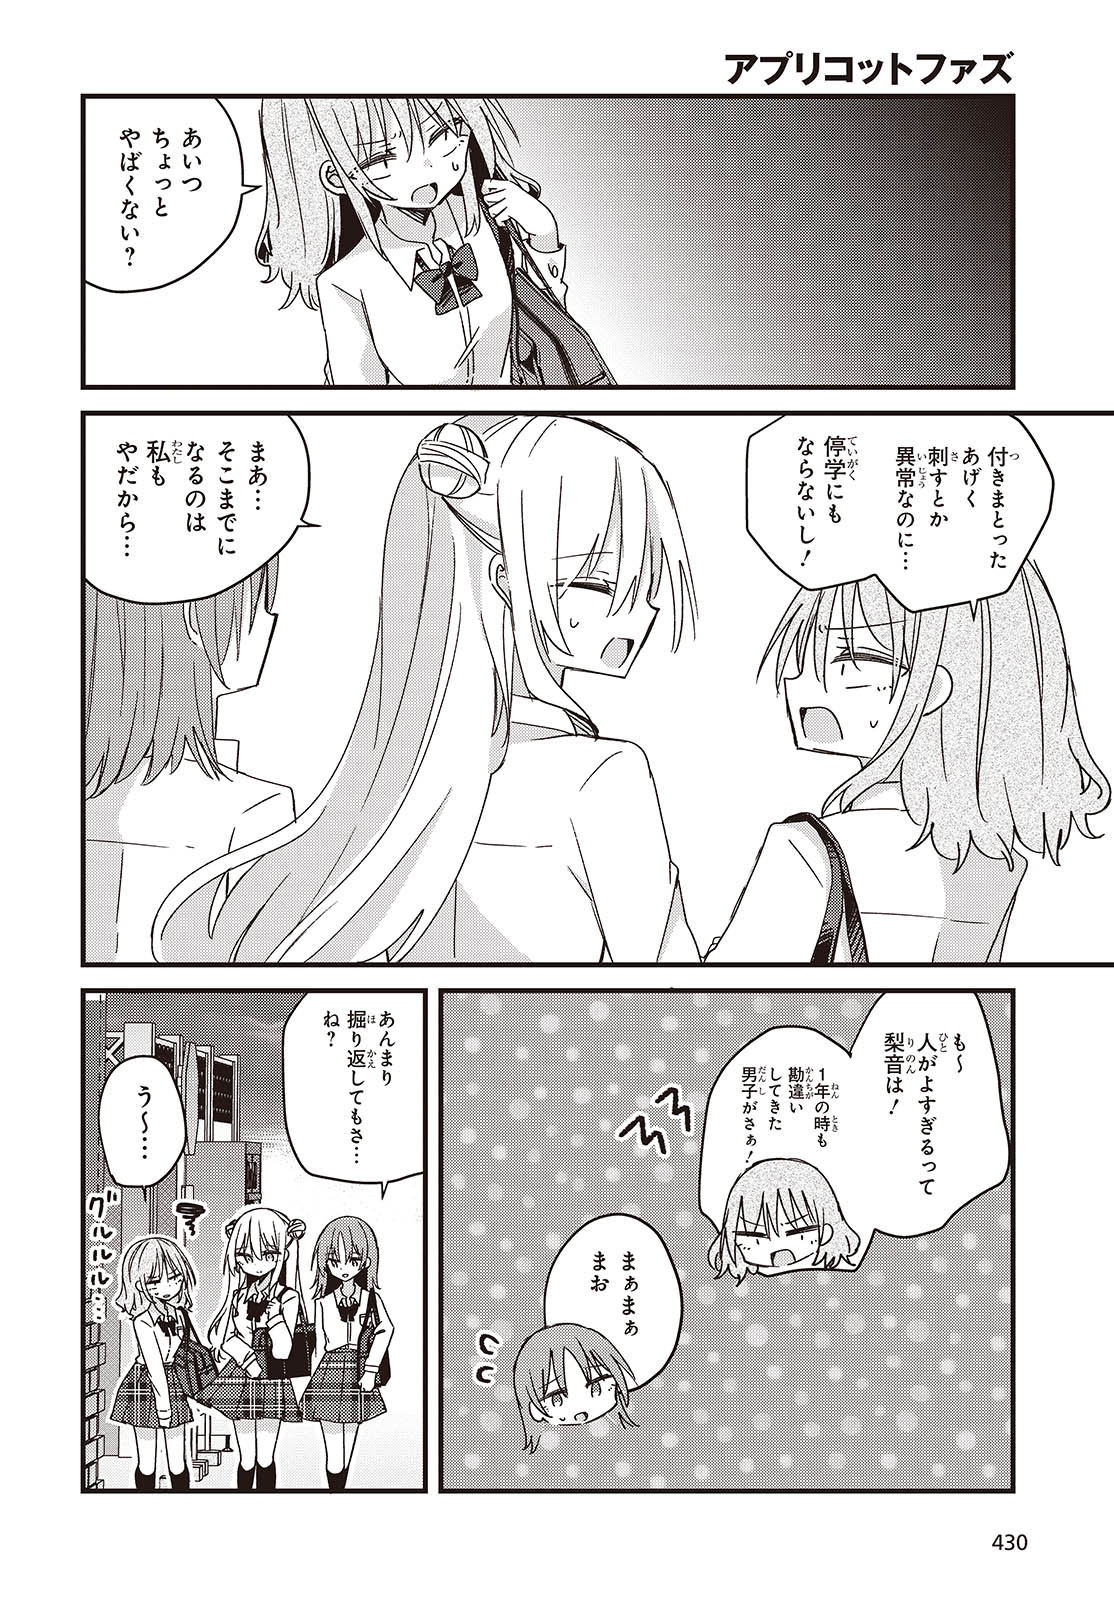 アプリコットファズ
あいつ
ちょっと
やばくない？
付きまとった
あげく
刺すとか
異常なのに…
停学にも
ならないし！
まあ…
そこまでに
なるのは
私も
やだから…
も〜
人がよすぎるって
梨音は！
1年の時も
勘違い
してきた
男子がさぁ！
まぁまぁ
まお
あんまり
掘り返してもさ…
ね？
う〜…
グルルルル…
430